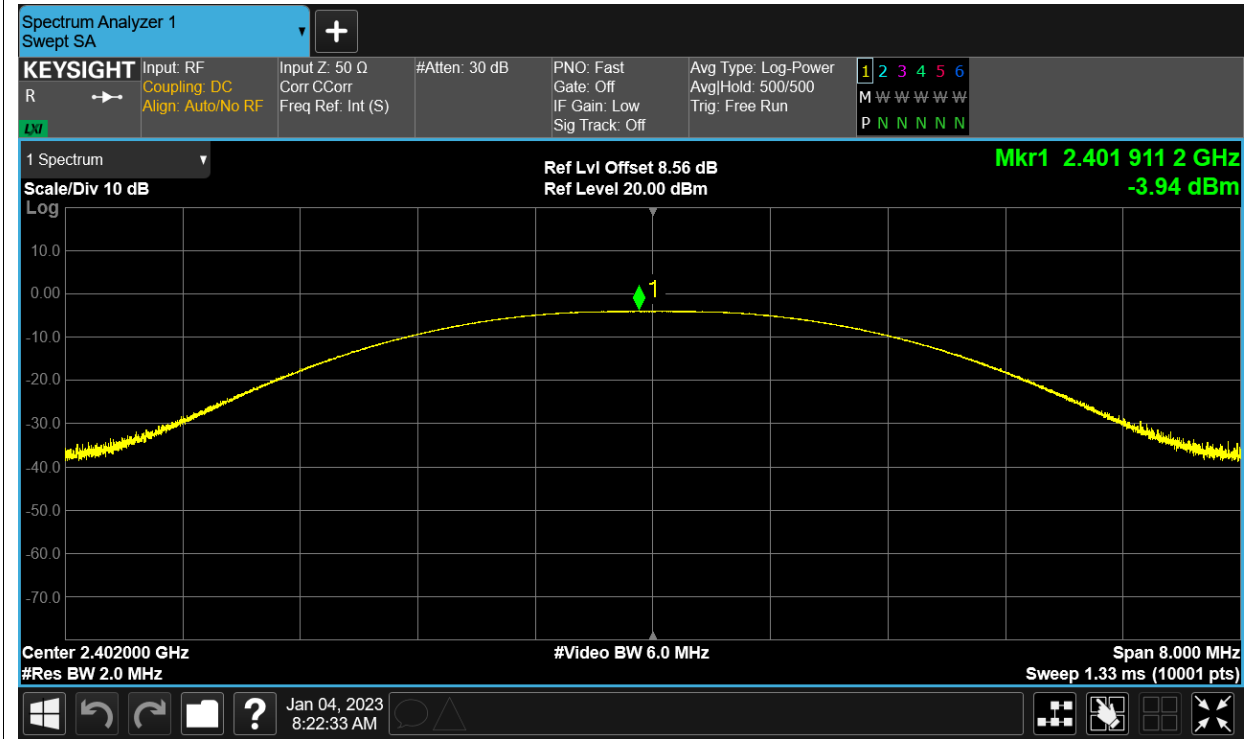 Spectrum Analyzer 1
Swept SA
KEYSIGHT
R
LXI
Input: RF
Coupling: DC
Align: Auto/No RF
Input Z: 50 Ω
Corr CCorr
Freq Ref: Int (S)
#Atten: 30 dB
PNO: Fast
Gate: Off
IF Gain: Low
Sig Track: Off
Avg Type: Log-Power
Avg|Hold: 500/500
Trig: Free Run
1 2 3 4 5 6
M W W W W W
P N N N N N
1 Spectrum
Scale/Div 10 dB
Log
Ref Lvl Offset 8.56 dB
Ref Level 20.00 dBm
Mkr1 2.401 911 2 GHz
-3.94 dBm
10.0
0.00
1
-10.0
-20.0
-30.0
-40.0
-50.0
-60.0
-70.0
Center 2.402000 GHz
#Res BW 2.0 MHz
#Video BW 6.0 MHz
Span 8.000 MHz
Sweep 1.33 ms (10001 pts)
?
Jan 04, 2023
8:22:33 AM